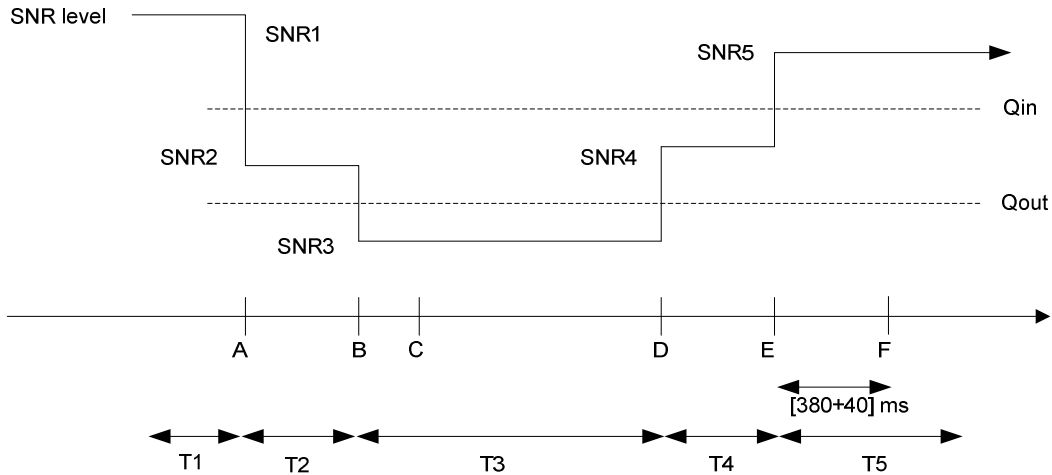 SNR level
SNR1
SNR5
Qin
SNR2
SNR4
Qout
SNR3
A
B
C
D
E
F
[380+40] ms
T1
T2
T3
T4
T5